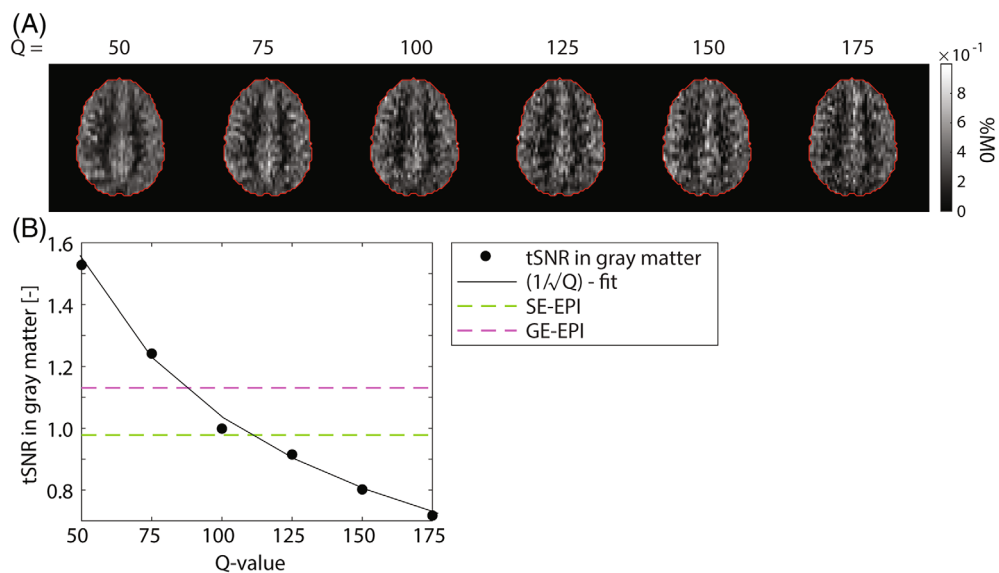 (A)
Q = 50 75 100 125 150 175
×10⁻¹
8
6
4
2
0
%M0
(B)
1.6
1.4
1.2
1.0
0.8
tSNR in gray matter [-]
50 75 100 125 150 175
Q-value
tSNR in gray matter
(1/√Q) - fit
SE-EPI
GE-EPI